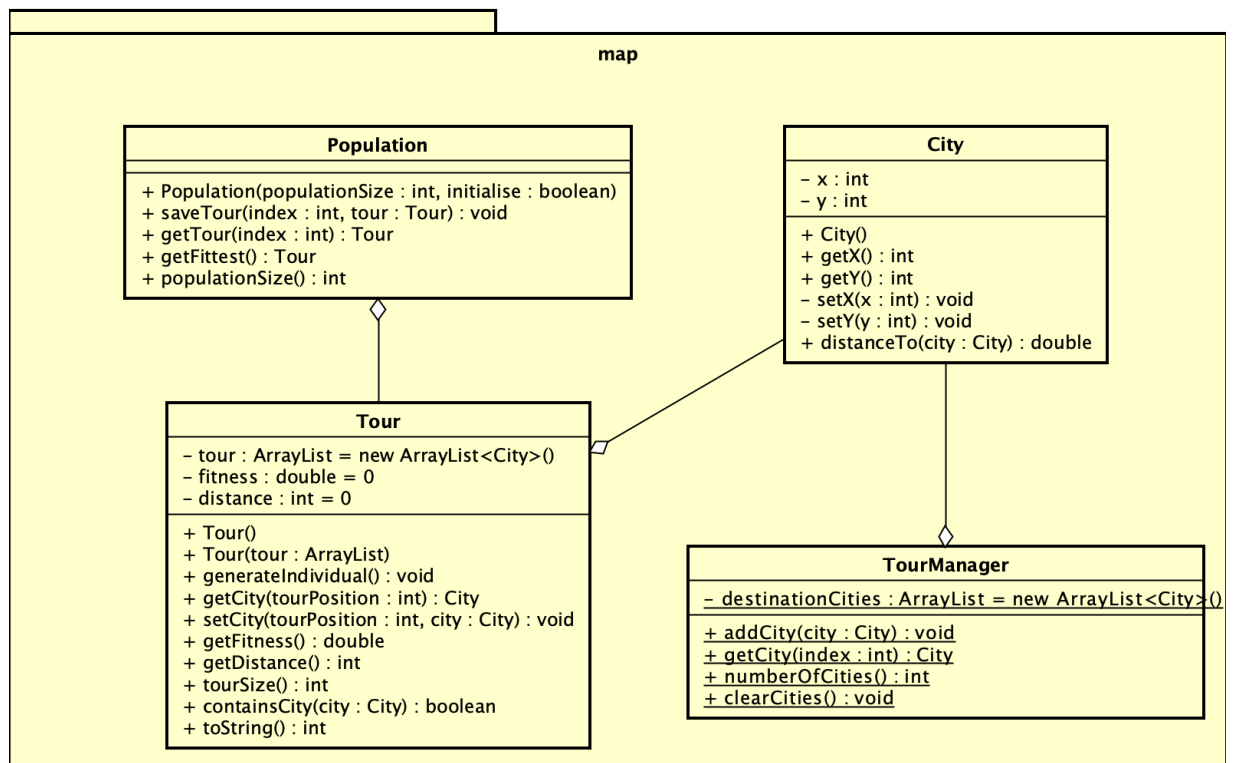 map
Population
+ Population(populationSize : int, initialise : boolean)
+ saveTour(index : int, tour : Tour) : void
+ getTour(index : int) : Tour
+ getFittest() : Tour
+ populationSize() : int
City
- x : int
- y : int
+ City()
+ getX() : int
+ getY() : int
- setX(x : int) : void
- setY(y : int) : void
+ distanceTo(city : City) : double
Tour
- tour : ArrayList = new ArrayList<City>()
- fitness : double = 0
- distance : int = 0
+ Tour()
+ Tour(tour : ArrayList)
+ generateIndividual() : void
+ getCity(tourPosition : int) : City
+ setCity(tourPosition : int, city : City) : void
+ getFitness() : double
+ getDistance() : int
+ tourSize() : int
+ containsCity(city : City) : boolean
+ toString() : int
TourManager
- destinationCities : ArrayList = new ArrayList<City>()
+ addCity(city : City) : void
+ getCity(index : int) : City
+ numberOfCities() : int
+ clearCities() : void